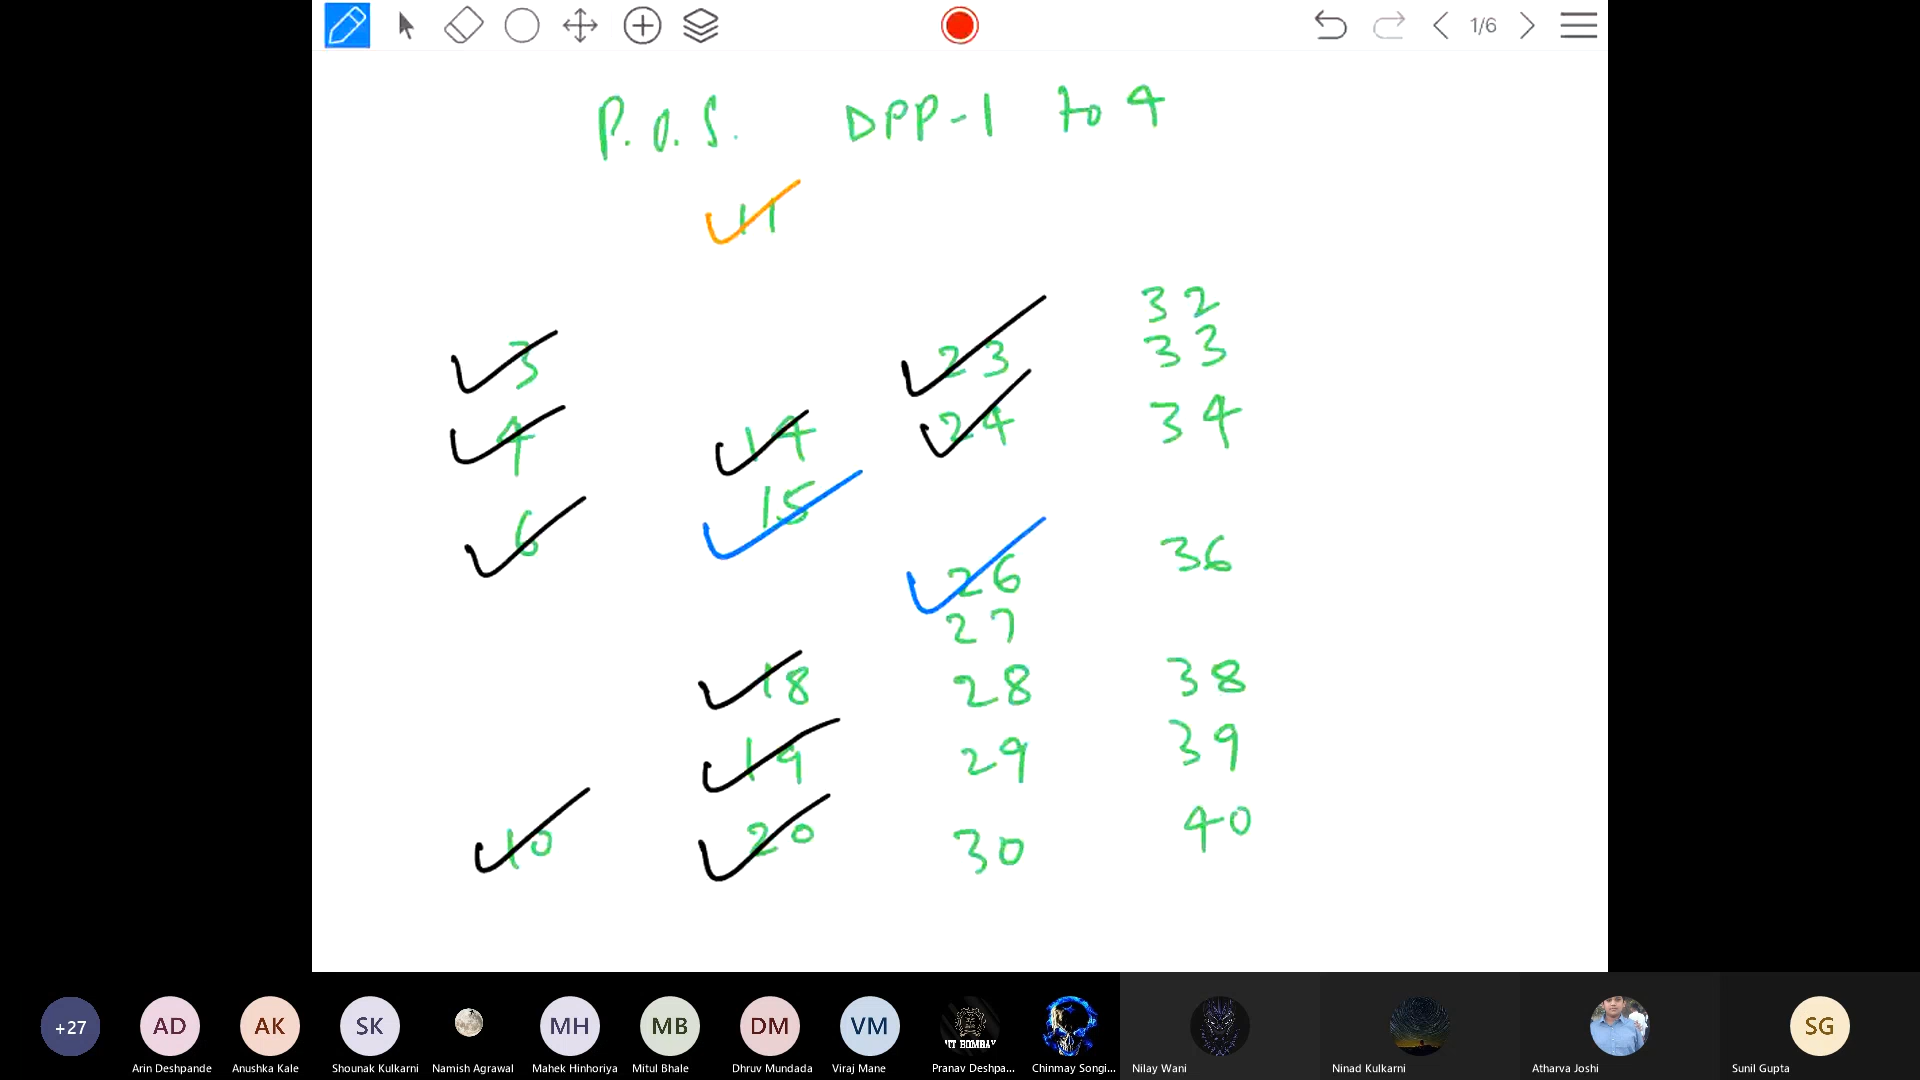 1/6
P.O.S. DPP-1 to 4
11
32
3 23 33
4 14 24 34
15
6 26 36
27
18 28 38
19 29 39
10 20 30 40
+27 AD AK SK MH MB DM VM SG
IIT BOMBAY
Arin Deshpande Anushka Kale Shounak Kulkarni Namish Agrawal Mahek Hinhoriya Mitul Bhale Dhruv Mundada Viraj Mane Pranav Deshpa... Chinmay Songi... Nilay Wani Ninad Kulkarni Atharva Joshi Sunil Gupta